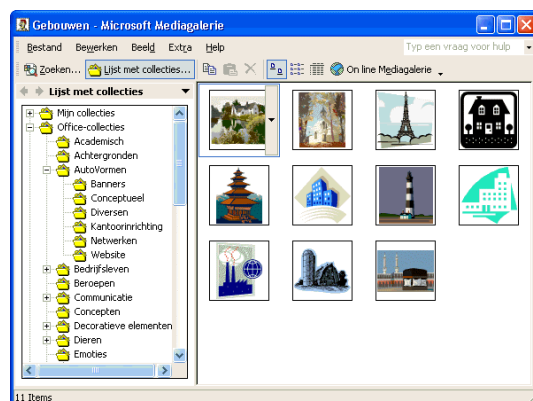 Gebouwen - Microsoft Mediagalerie
Bestand Bewerken Beeld Extra Help Typ een vraag voor hulp
Zoeken... Lijst met collecties... On line Mediagalerie
Lijst met collecties
Mijn collecties
Office-collecties
Academisch
Achtergronden
AutoVormen
Banners
Conceptueel
Diversen
Kantoorinrichting
Netwerken
Website
Bedrijfsleven
Beroepen
Communicatie
Concepten
Decoratieve elementen
Dieren
Emoties
11 Items